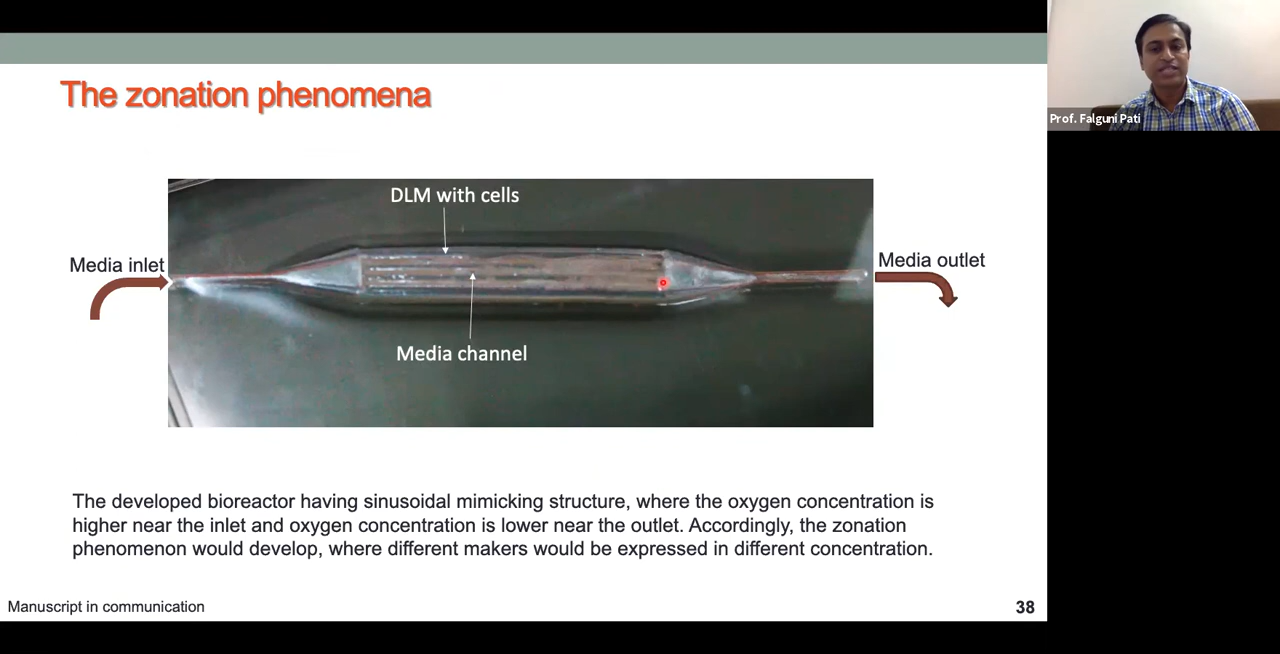 The zonation phenomena
Prof. Falguni Pati
DLM with cells
Media inlet
Media outlet
Media channel
The developed bioreactor having sinusoidal mimicking structure, where the oxygen concentration is
higher near the inlet and oxygen concentration is lower near the outlet. Accordingly, the zonation
phenomenon would develop, where different makers would be expressed in different concentration.
Manuscript in communication
38